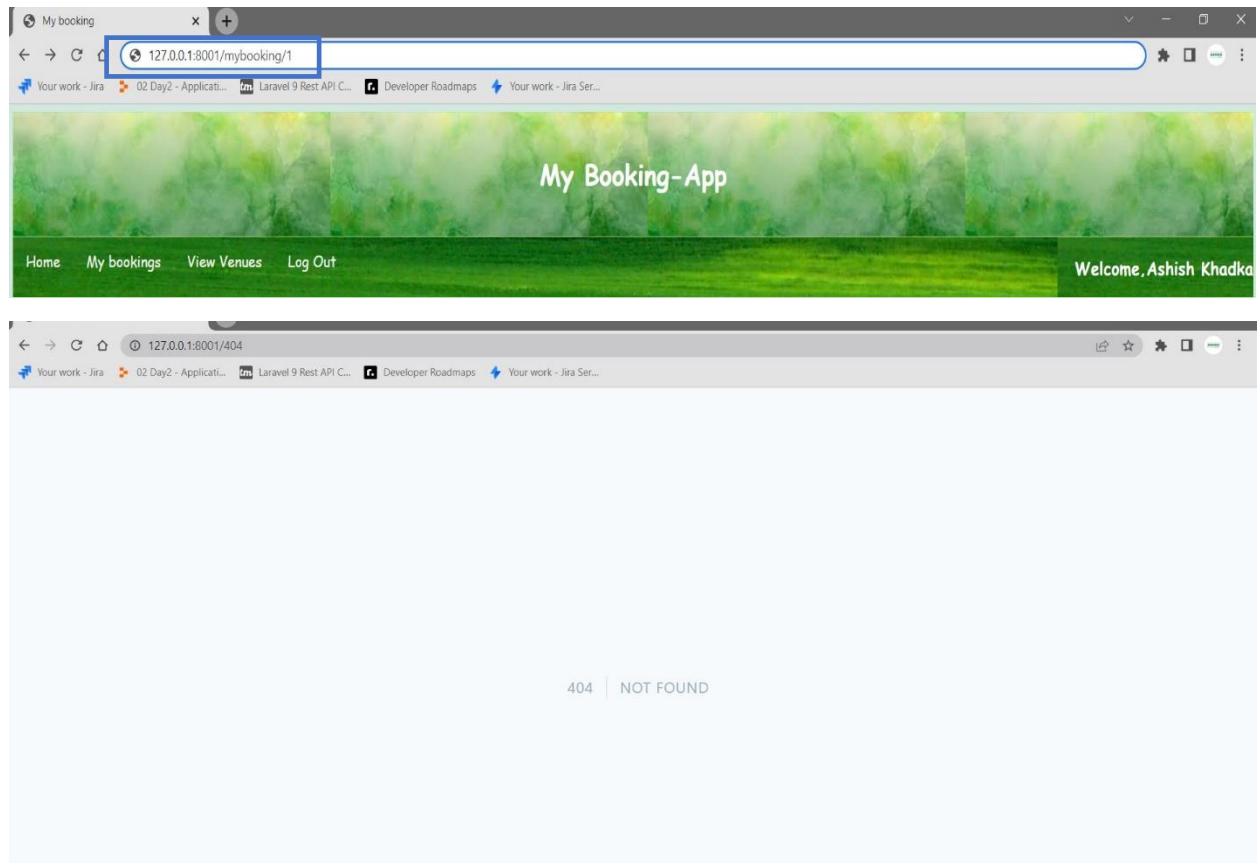 My booking
127.0.0.1:8001/mybooking/1
Your work - Jira 02 Day2 - Applicati... Laravel 9 Rest API C... Developer Roadmaps Your work - Jira Ser...
My Booking-App
Home My bookings View Venues Log Out
Welcome,Ashish Khadka
127.0.0.1:8001/404
Your work - Jira 02 Day2 - Applicati... Laravel 9 Rest API C... Developer Roadmaps Your work - Jira Ser...
404 NOT FOUND